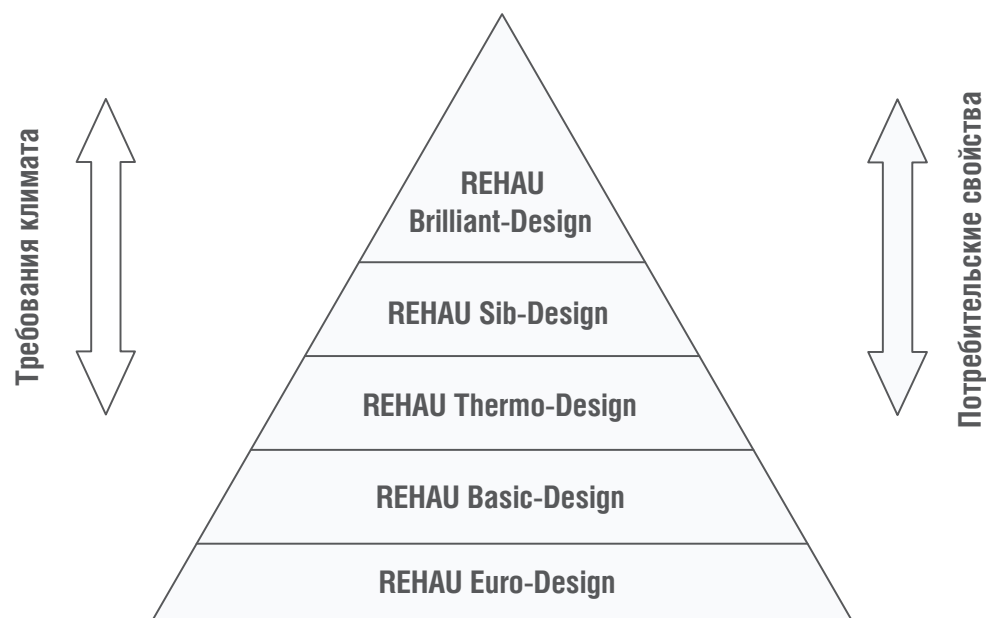 Требования климата
REHAU
Brilliant-Design
REHAU Sib-Design
REHAU Thermo-Design
REHAU Basic-Design
REHAU Euro-Design
Потребительские свойства